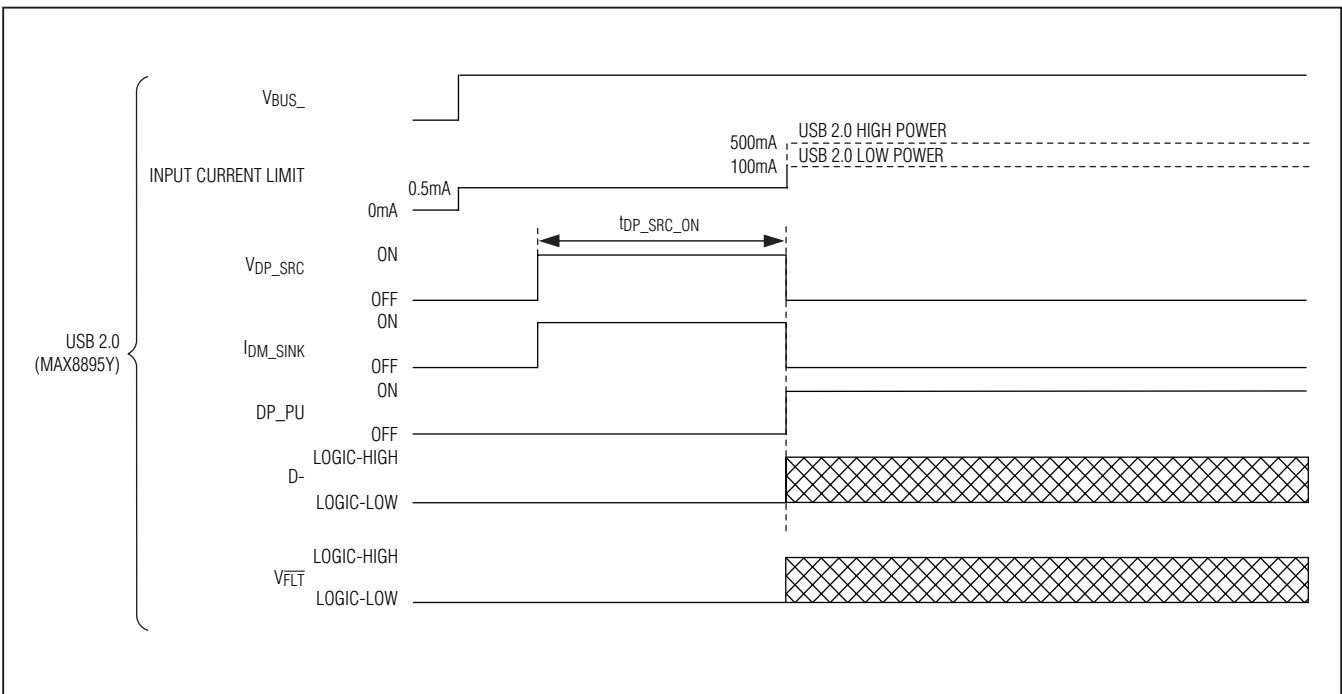 VBUS_
500mA USB 2.0 HIGH POWER
100mA USB 2.0 LOW POWER
INPUT CURRENT LIMIT
0.5mA
0mA
tDP_SRC_ON
ON
VDP_SRC
OFF
ON
USB 2.0
(MAX8895Y)
IDM_SINK
OFF
ON
DP_PU
OFF
LOGIC-HIGH
D-
LOGIC-LOW
LOGIC-HIGH
VF̅L̅T̅
LOGIC-LOW